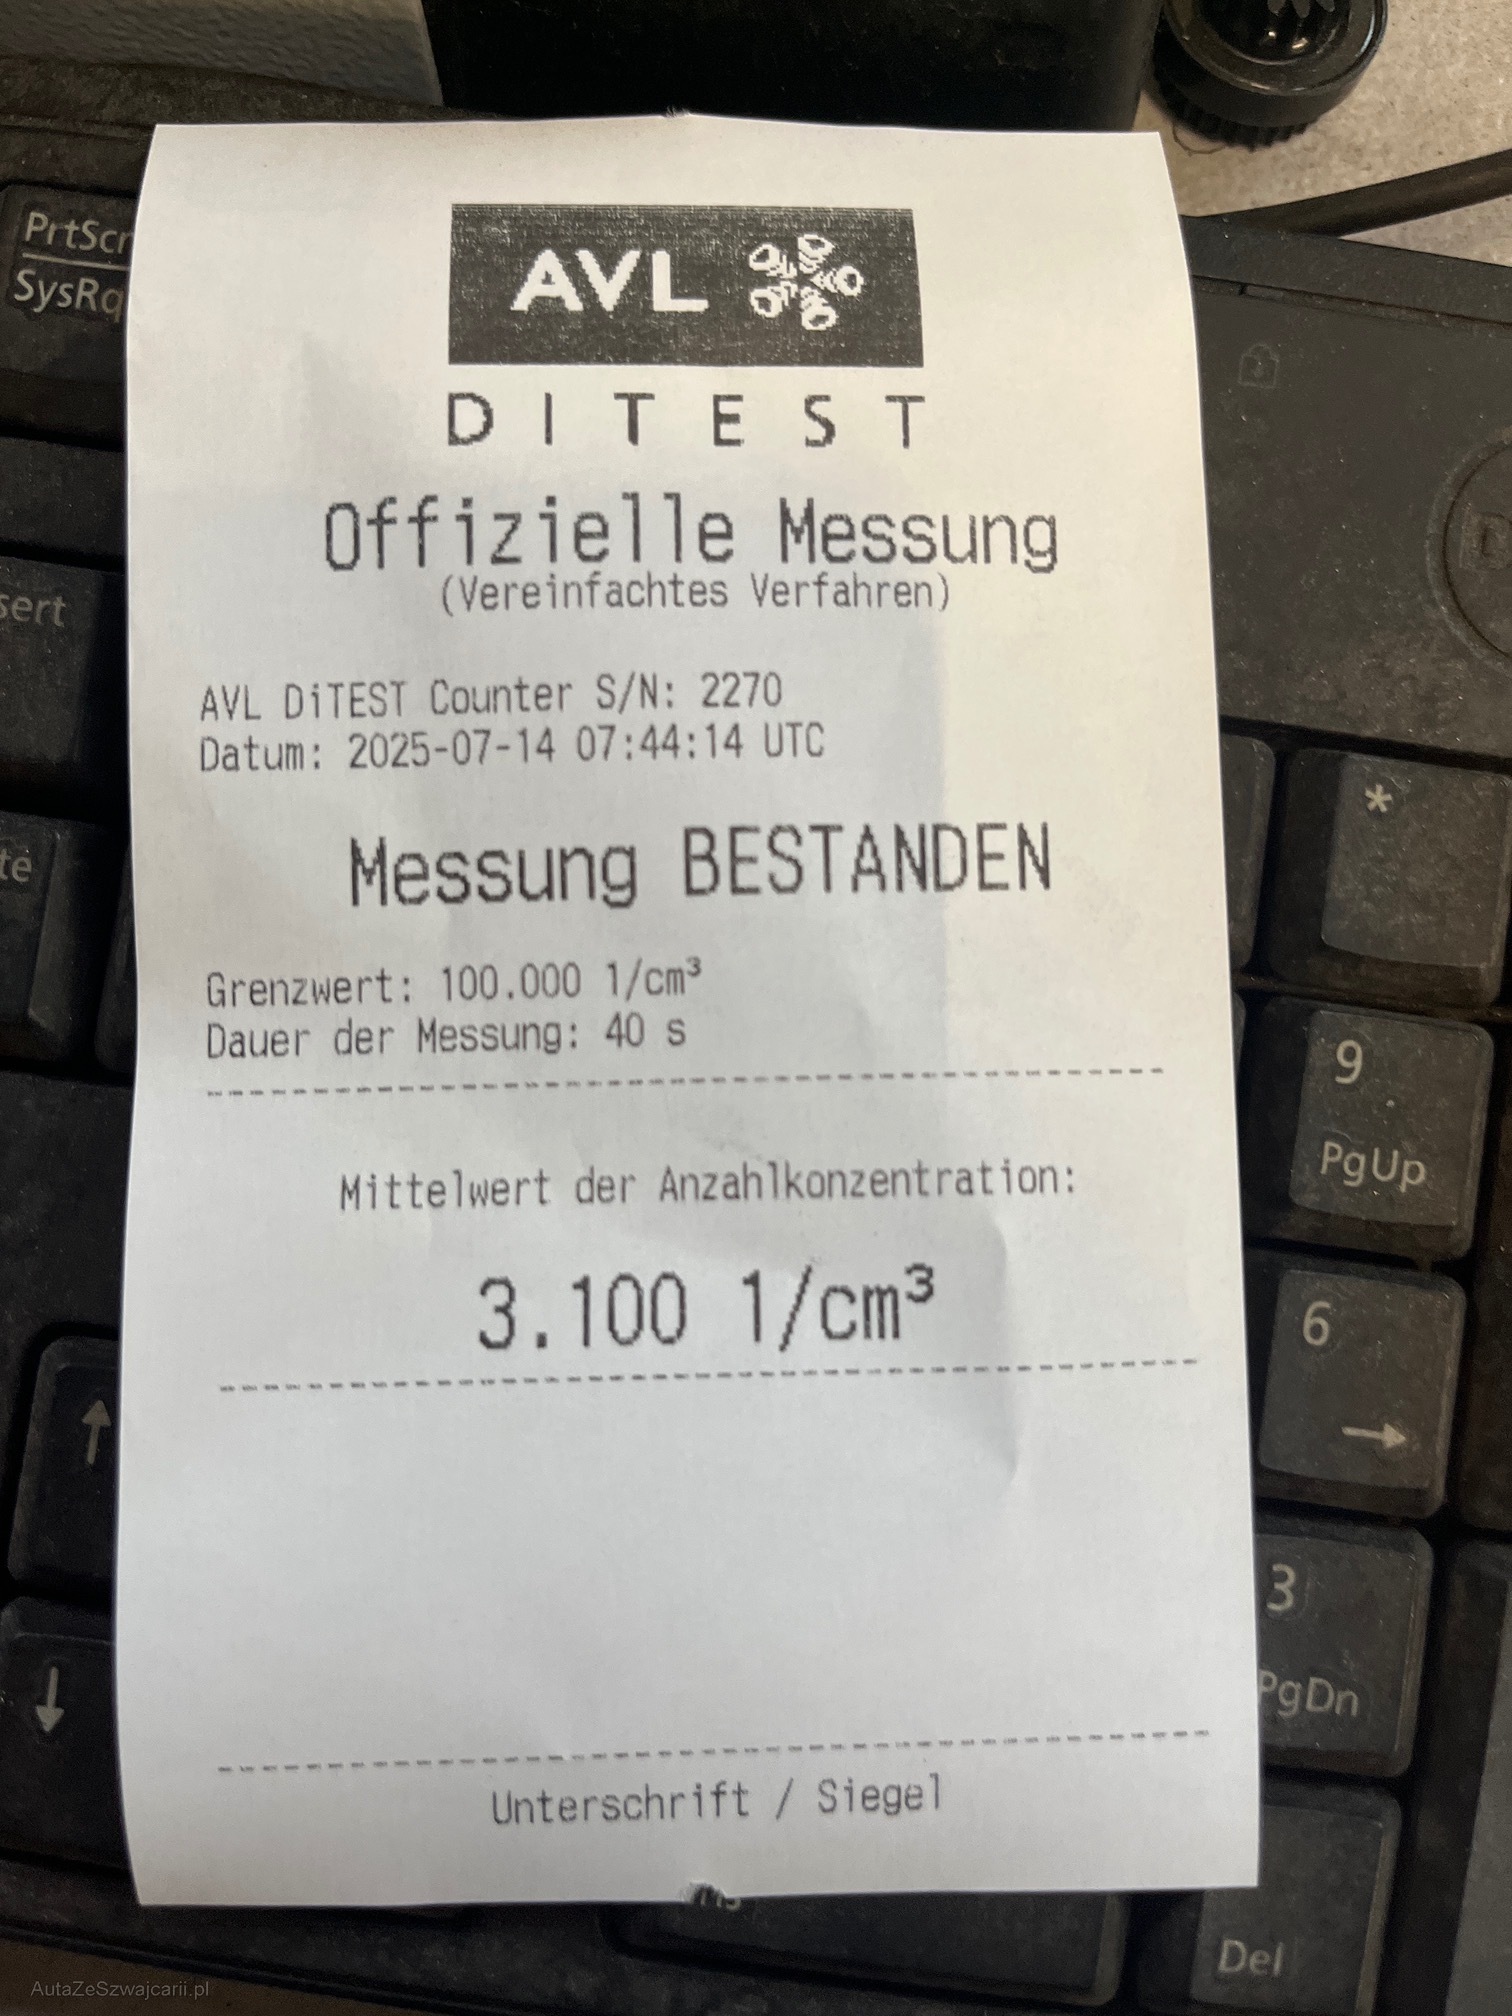 PrtScr
SysRq
AVL
DITEST
Offizielle Messung
(Vereinfachtes Verfahren)
sert
AVL DiTEST Counter S/N: 2270
Datum: 2025-07-14 07:44:14 UTC
*
Messung BESTANDEN
te
Grenzwert: 100.000 1/cm³
Dauer der Messung: 40 s
9
PgUp
Mittelwert der Anzahlkonzentration:
3.100 1/cm³
6
→
↑
3
PgDn
↓
Unterschrift / Siegel
Del
AutaZeSzwajcarii.pl